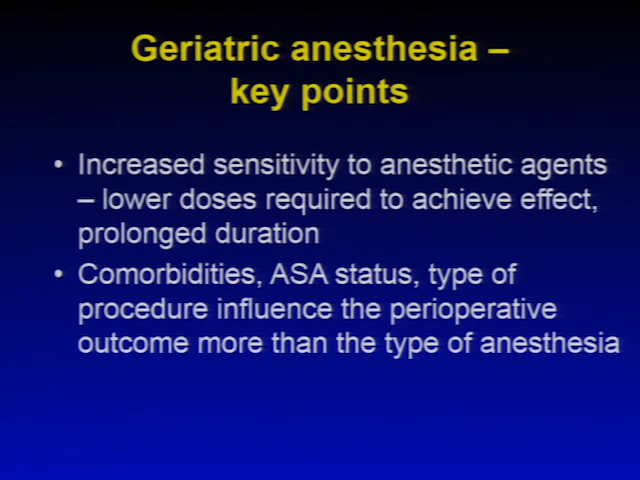 Geriatric anesthesia –
key points
• Increased sensitivity to anesthetic agents
– lower doses required to achieve effect,
prolonged duration
• Comorbidities, ASA status, type of
procedure influence the perioperative
outcome more than the type of anesthesia